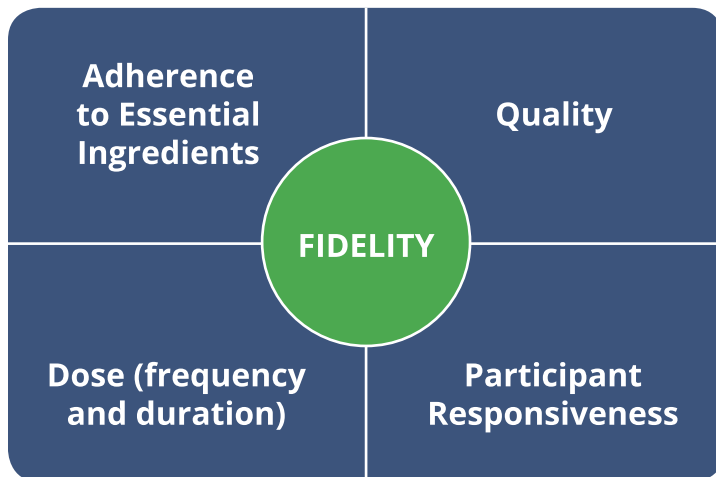 Adherence
to Essential
Ingredients
Quality
FIDELITY
Dose (frequency
and duration)
Participant
Responsiveness